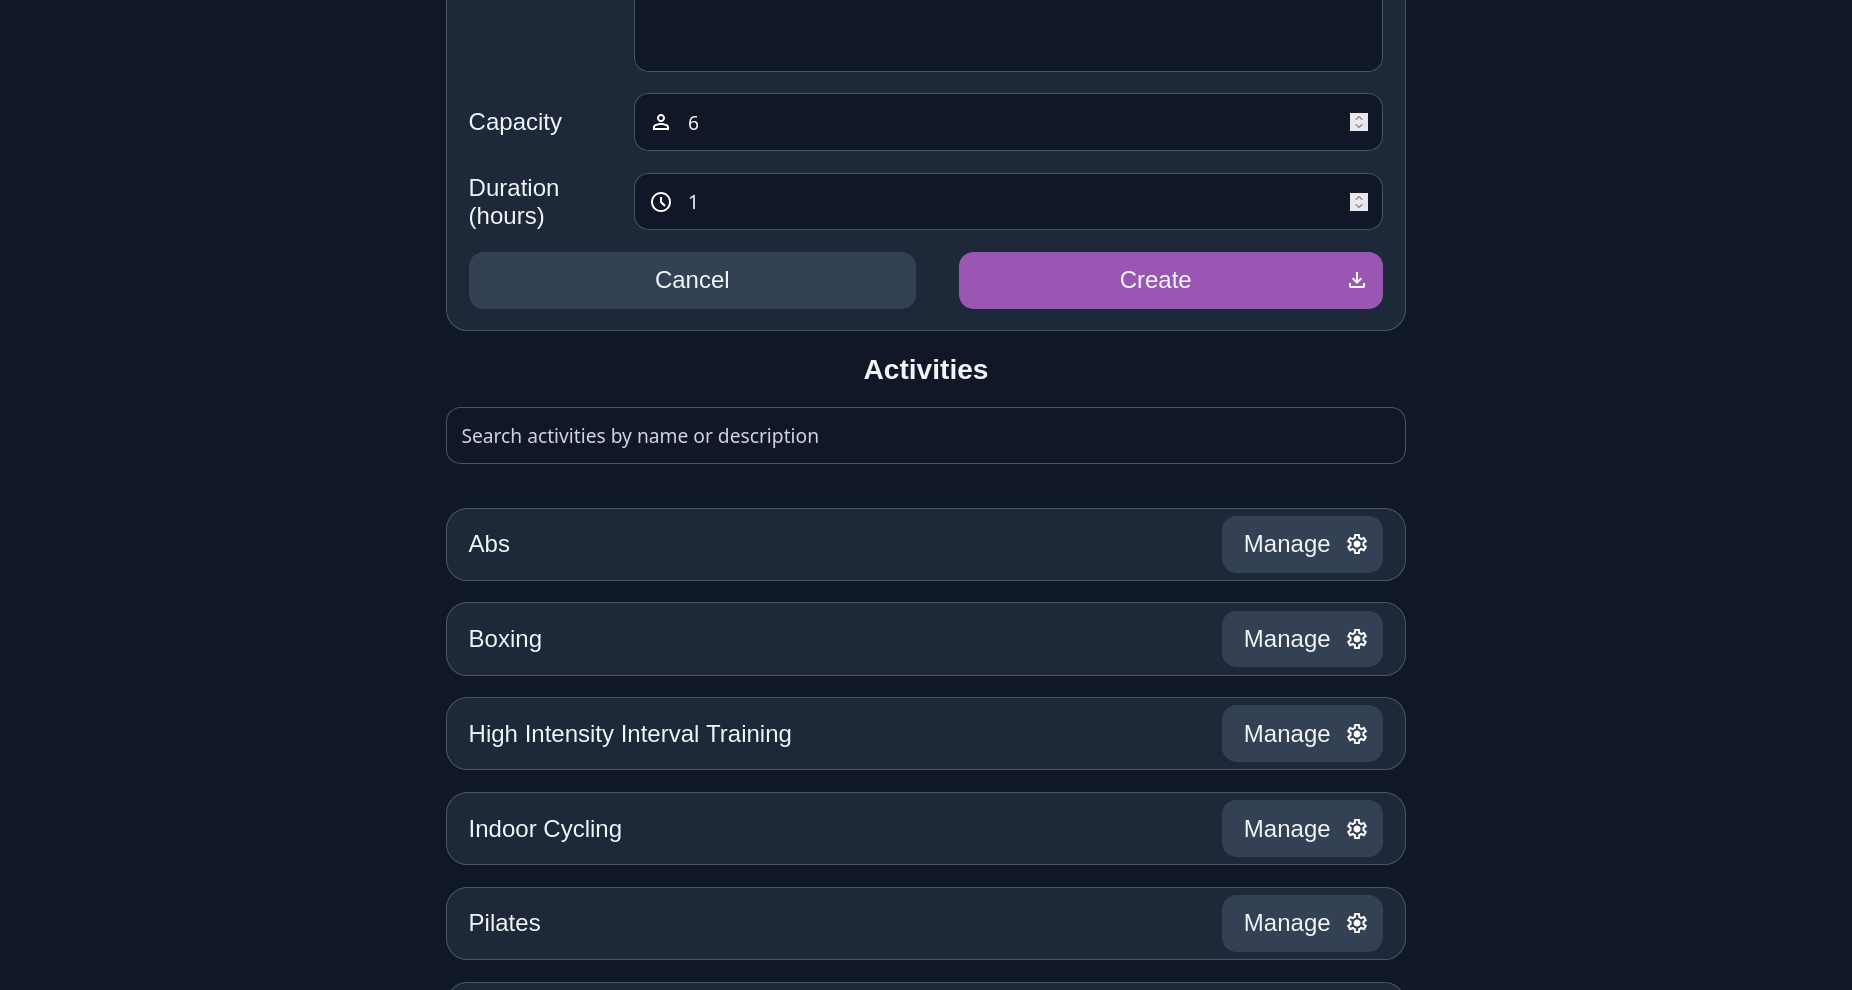 Capacity
6
Duration
(hours)
1
Cancel
Create
Activities
Search activities by name or description
Abs
Manage
Boxing
Manage
High Intensity Interval Training
Manage
Indoor Cycling
Manage
Pilates
Manage